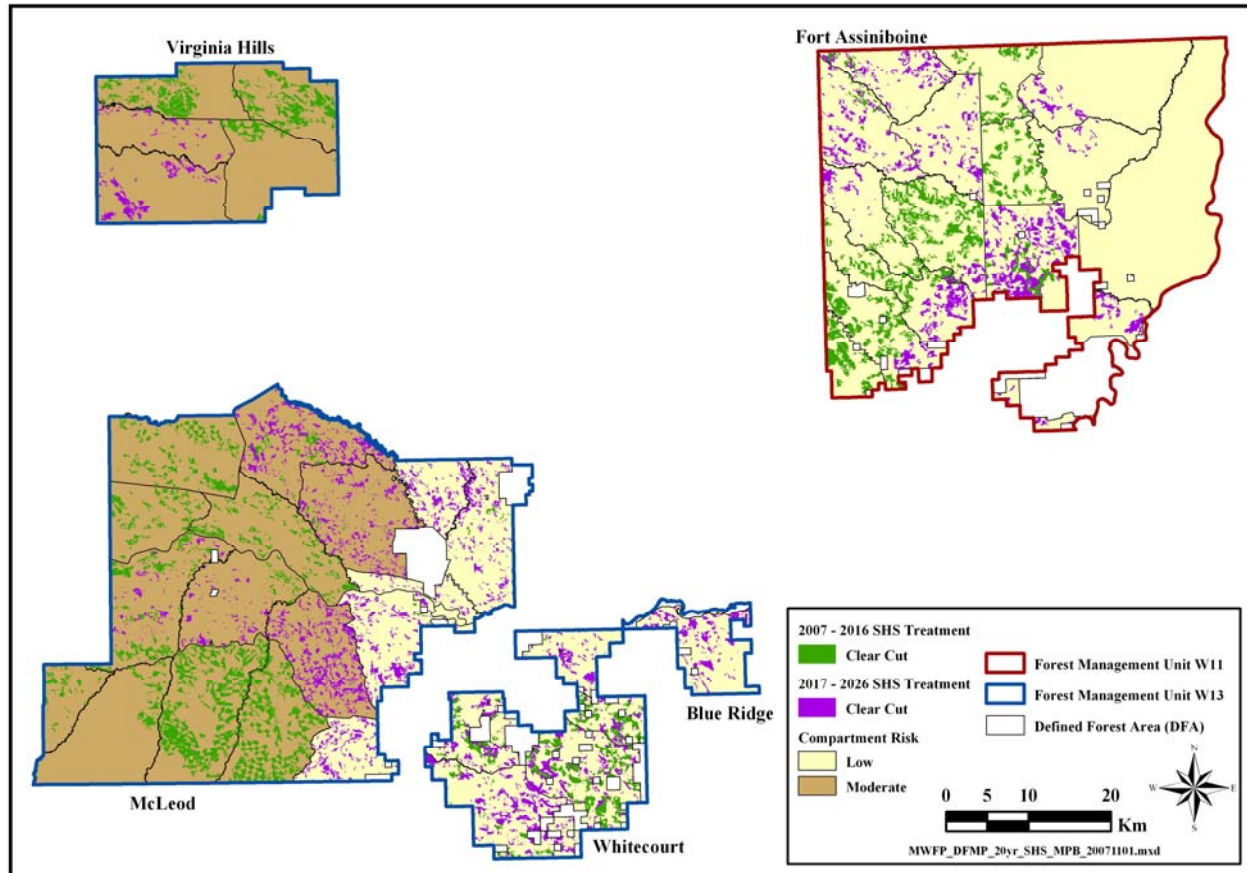 Virginia Hills
Fort Assiniboine
McLeod
Blue Ridge
Whitecourt
2007 - 2016 SHS Treatment
Clear Cut
2017 - 2026 SHS Treatment
Clear Cut
Compartment Risk
Low
Moderate
Forest Management Unit W11
Forest Management Unit W13
Defined Forest Area (DFA)
N
W E
S
0 5 10 20
Km
MWFP_DFMP_20yr_SHS_MPB_20071101.mxd